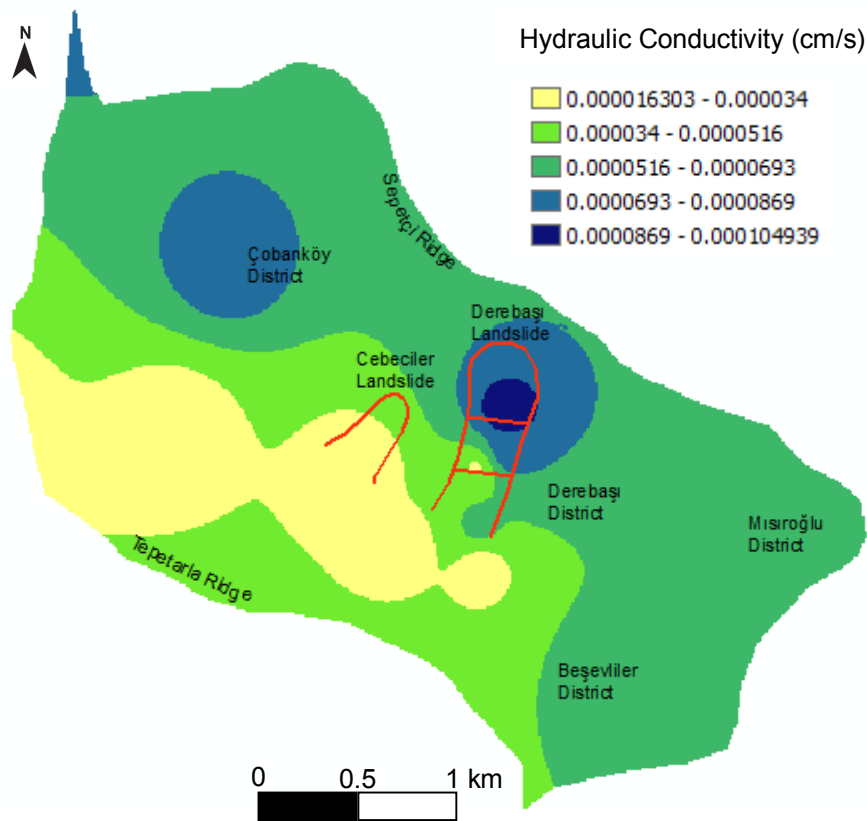 N
Hydraulic Conductivity (cm/s)
0.000016303 - 0.000034
0.000034 - 0.0000516
0.0000516 - 0.0000693
0.0000693 - 0.0000869
0.0000869 - 0.000104939
Sepetçi Ridge
Çobanköy
District
Derebaşı
Landslide
Cebeciler
Landslide
Derebaşı
District
Mısıroğlu
District
Tepetarla Ridge
Beşevliler
District
0 0.5 1 km